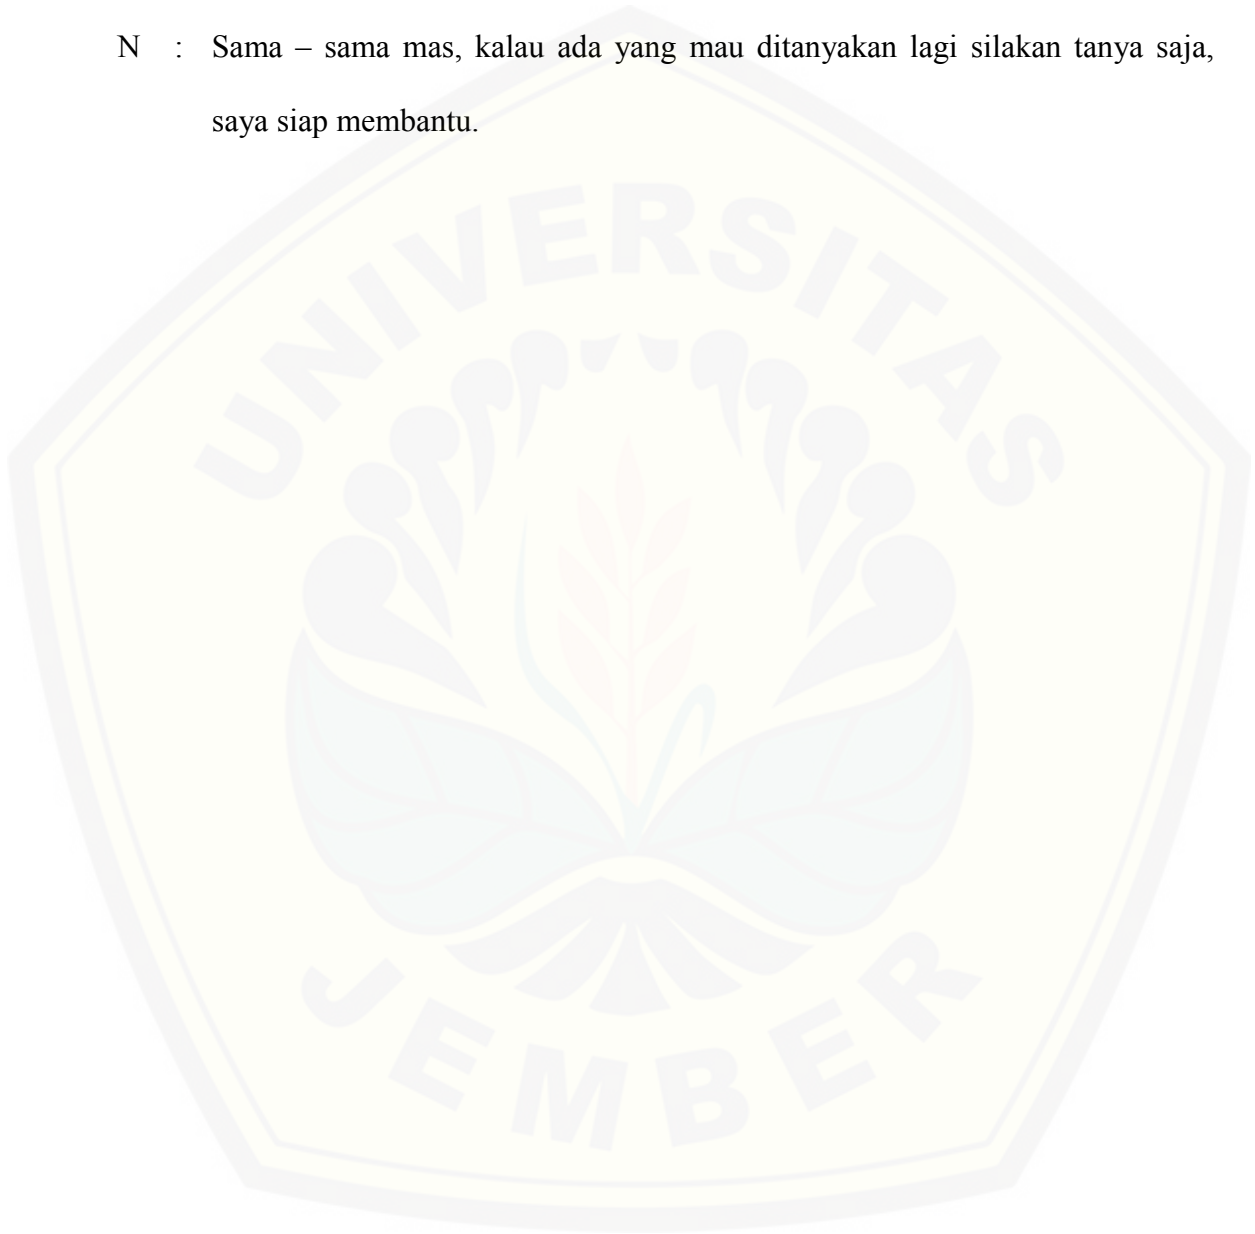 N : Sama – sama mas, kalau ada yang mau ditanyakan lagi silakan tanya saja,
saya siap membantu.
UNIVERSITAS
JEMBER